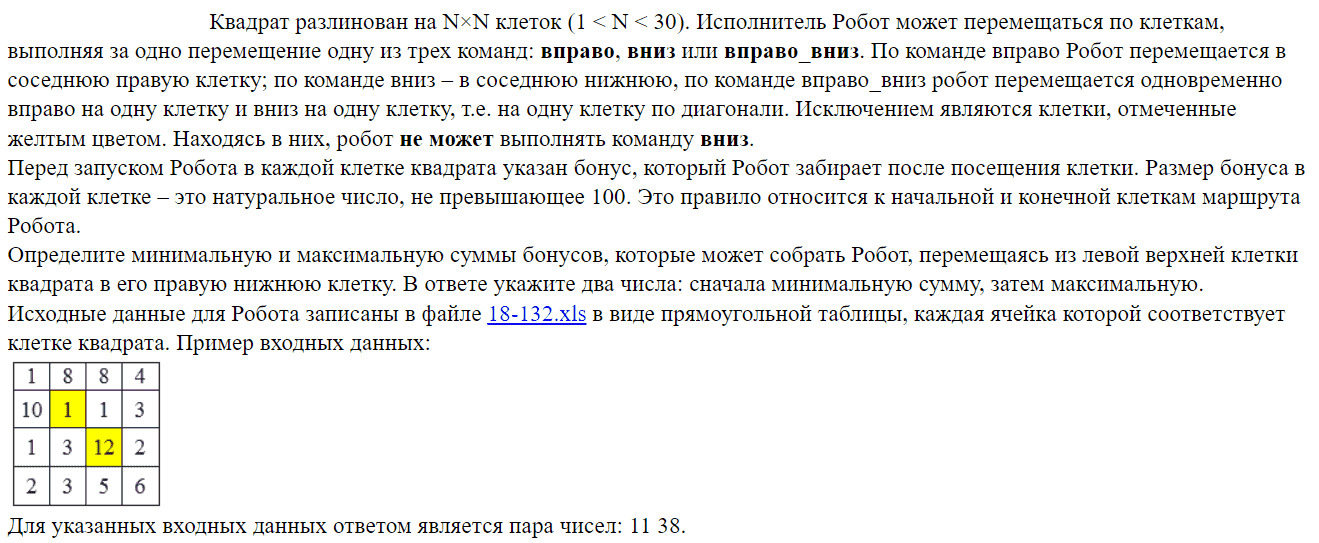 Квадрат разлинован на N×N клеток (1 < N < 30). Исполнитель Робот может перемещаться по клеткам,
выполняя за одно перемещение одну из трех команд: вправо, вниз или вправо_вниз. По команде вправо Робот перемещается в
соседнюю правую клетку; по команде вниз – в соседнюю нижнюю, по команде вправо_вниз робот перемещается одновременно
вправо на одну клетку и вниз на одну клетку, т.е. на одну клетку по диагонали. Исключением являются клетки, отмеченные
желтым цветом. Находясь в них, робот не может выполнять команду вниз.
Перед запуском Робота в каждой клетке квадрата указан бонус, который Робот забирает после посещения клетки. Размер бонуса в
каждой клетке – это натуральное число, не превышающее 100. Это правило относится к начальной и конечной клеткам маршрута
Робота.
Определите минимальную и максимальную суммы бонусов, которые может собрать Робот, перемещаясь из левой верхней клетки
квадрата в его правую нижнюю клетку. В ответе укажите два числа: сначала минимальную сумму, затем максимальную.
Исходные данные для Робота записаны в файле 18-132.xls в виде прямоугольной таблицы, каждая ячейка которой соответствует
клетке квадрата. Пример входных данных:
1 8 8 4
10 1 1 3
1 3 12 2
2 3 5 6
Для указанных входных данных ответом является пара чисел: 11 38.